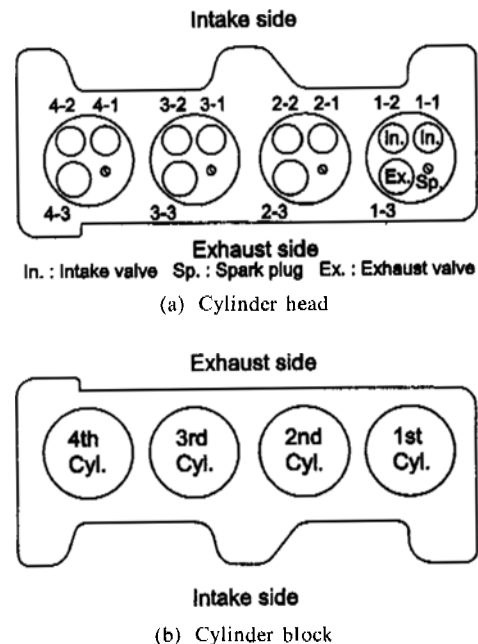 Intake side
4-2 4-1 3-2 3-1 2-2 2-1 1-2 1-1
In. In.
Ex. Sp.
4-3 3-3 2-3 1-3
Exhaust side
In. : Intake valve Sp. : Spark plug Ex. : Exhaust valve
(a) Cylinder head
Exhaust side
4th Cyl. 3rd Cyl. 2nd Cyl. 1st Cyl.
Intake side
(b) Cylinder block